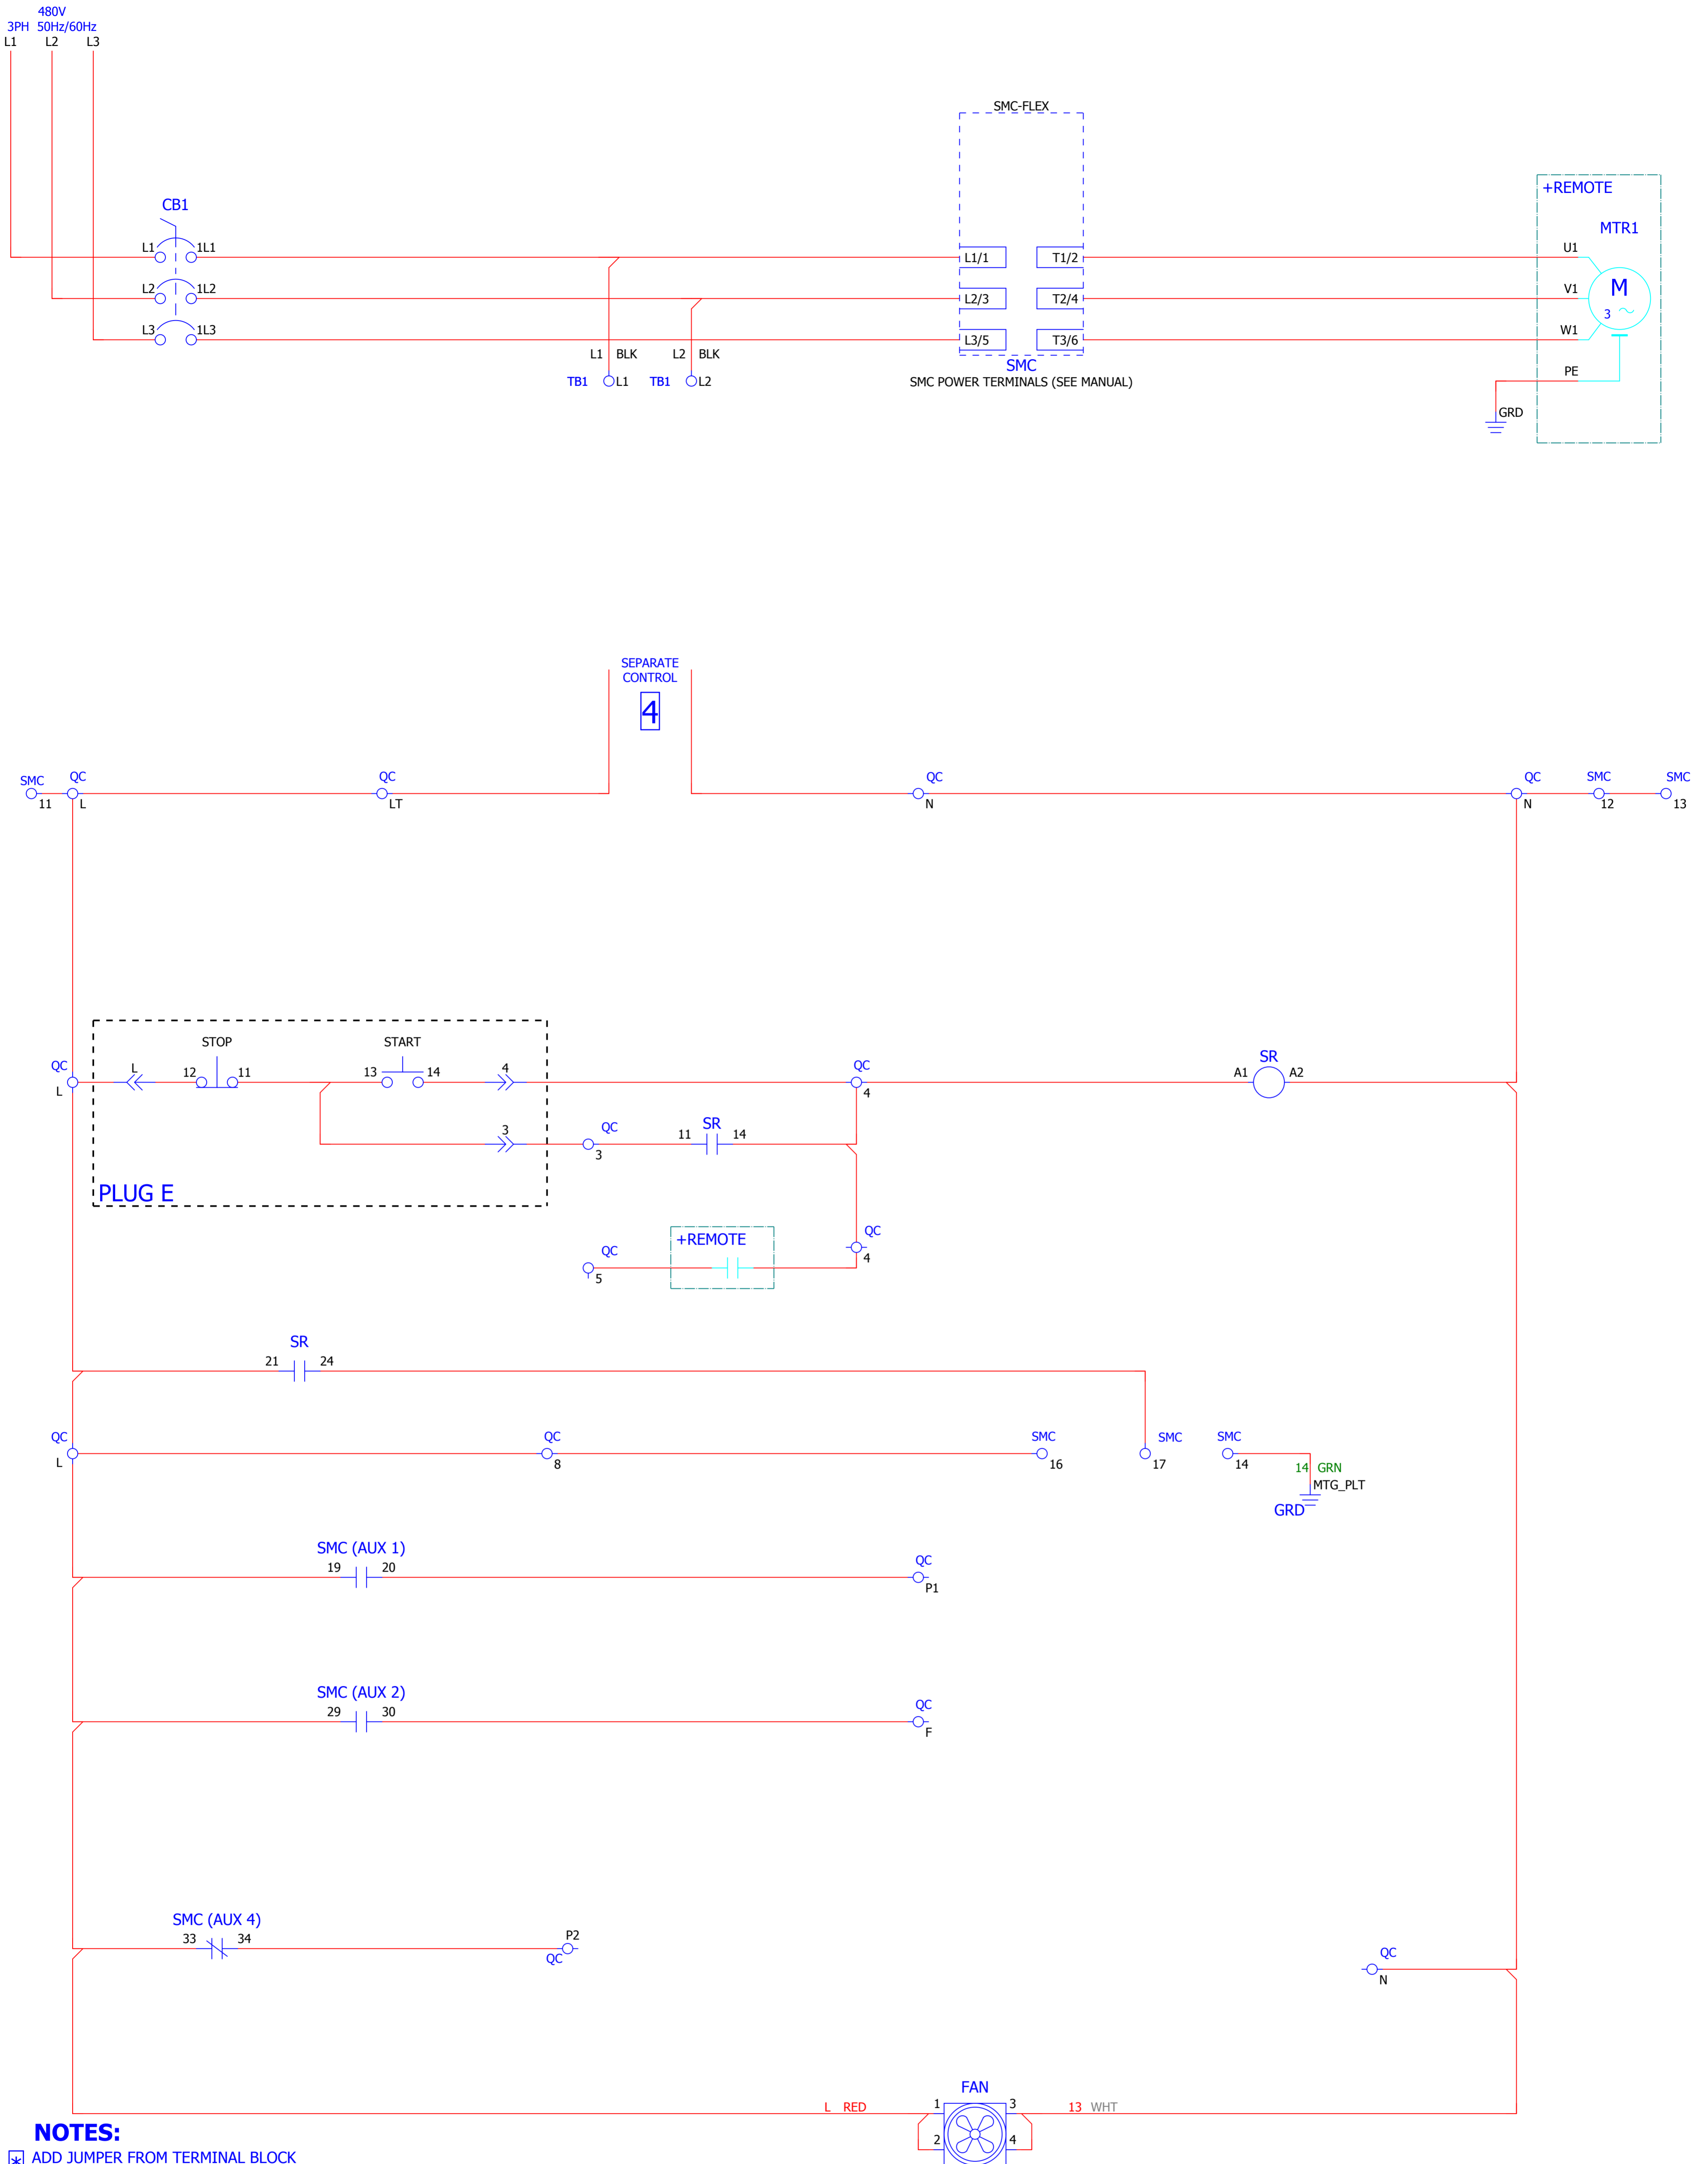 480V
3PH 50Hz/60Hz
L1 L2 L3
SMC-FLEX
+REMOTE
CB1
MTR1
L1 1L1 L1/1 T1/2 U1
L2 1L2 L2/3 T2/4 V1
M
3
L3 1L3 L3/5 T3/6 W1
L1 BLK L2 BLK
SMC
PE
TB1 L1 TB1 L2
SMC POWER TERMINALS (SEE MANUAL)
GRD
SEPARATE
CONTROL
4
SMC QC QC QC QC SMC SMC
11 L LT N N 12 13
STOP START
QC L 4 QC SR
12 11 13 14 A1 A2
L 4
3 QC SR
11 14
3
PLUG E
QC
+REMOTE
QC 4
5
SR
21 24
QC QC SMC SMC SMC
L 8 16 17 14
14 GRN
MTG_PLT
GRD
SMC (AUX 1)
19 20 QC
P1
SMC (AUX 2)
29 30 QC
F
SMC (AUX 4)
33 34 P2
QC
QC
N
FAN
L RED 1 3 13 WHT
2 4
NOTES:
* ADD JUMPER FROM TERMINAL BLOCK